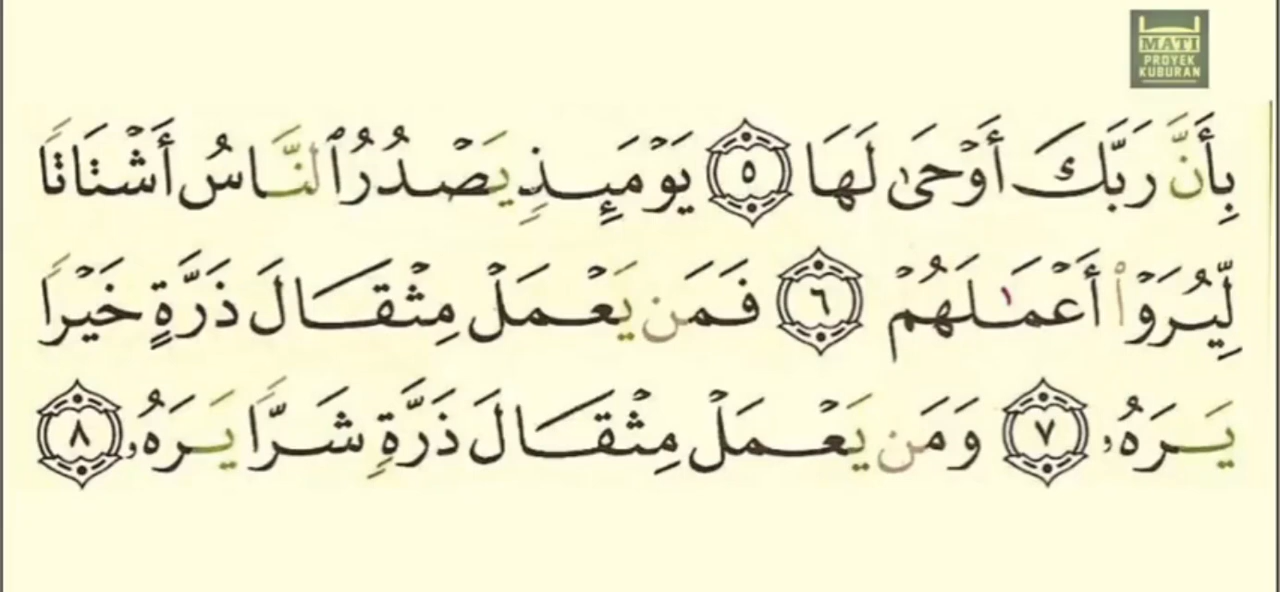 MATI
PROYEK
KUBURAN
بِأَنَّ رَبَّكَ أَوْحَىٰ لَهَا ٥ يَوْمَئِذٍ يَصْدُرُ ٱلنَّاسُ أَشْتَاتًا
لِّيُرَوْا۟ أَعْمَـٰلَهُمْ ٦ فَمَن يَعْمَلْ مِثْقَالَ ذَرَّةٍ خَيْرًا
يَرَهُۥ ٧ وَمَن يَعْمَلْ مِثْقَالَ ذَرَّةٍ شَرًّا يَرَهُۥ ٨